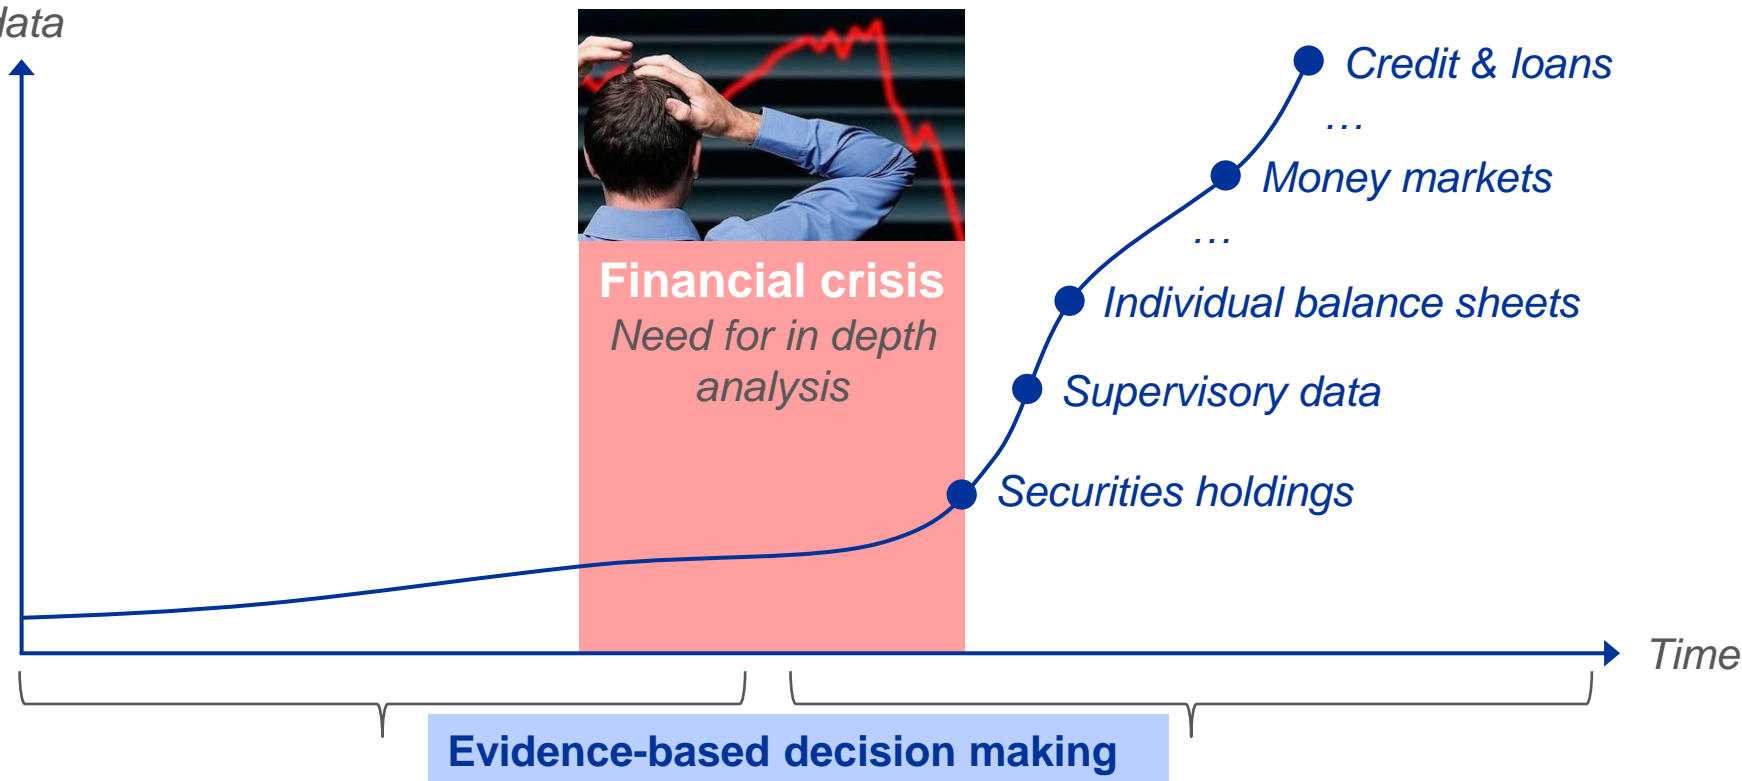 data
Credit & loans
...
Money markets
...
Financial crisis
Need for in depth
analysis
Individual balance sheets
Supervisory data
Securities holdings
Time
Evidence-based decision making